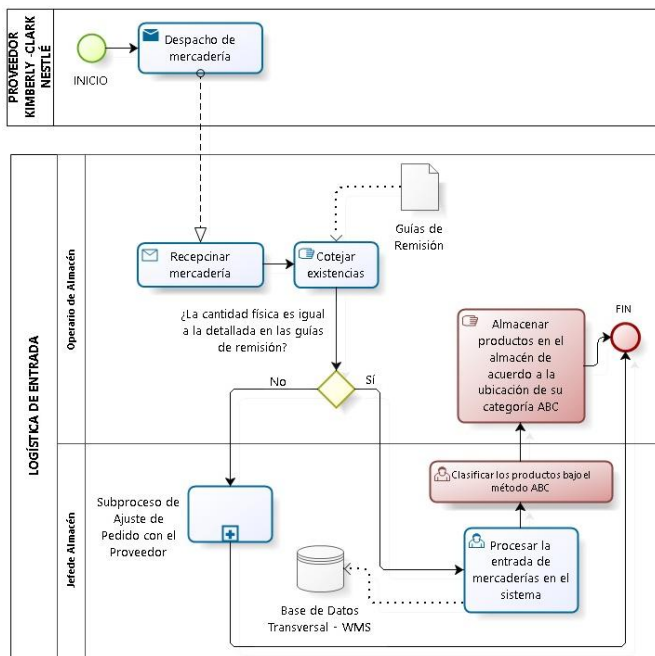 PROVEEDOR
KIMBERLY -CLARK
NESTLÉ
INICIO
Despacho de
mercadería
LOGÍSTICA DE ENTRADA
Operario de Almacén
Recepcinar
mercadería
Cotejar
existencias
Guías de
Remisión
¿La cantidad física es igual
a la detallada en las guías
de remisión?
No
Sí
Almacenar
productos en el
almacén de
acuerdo a la
ubicación de su
categoría ABC
FIN
Jefede Almacén
Subproceso de
Ajuste de
Pedido con el
Proveedor
Clasificar los productos bajo el
método ABC
Procesar la
entrada de
mercaderías en el
sistema
Base de Datos
Transversal - WMS